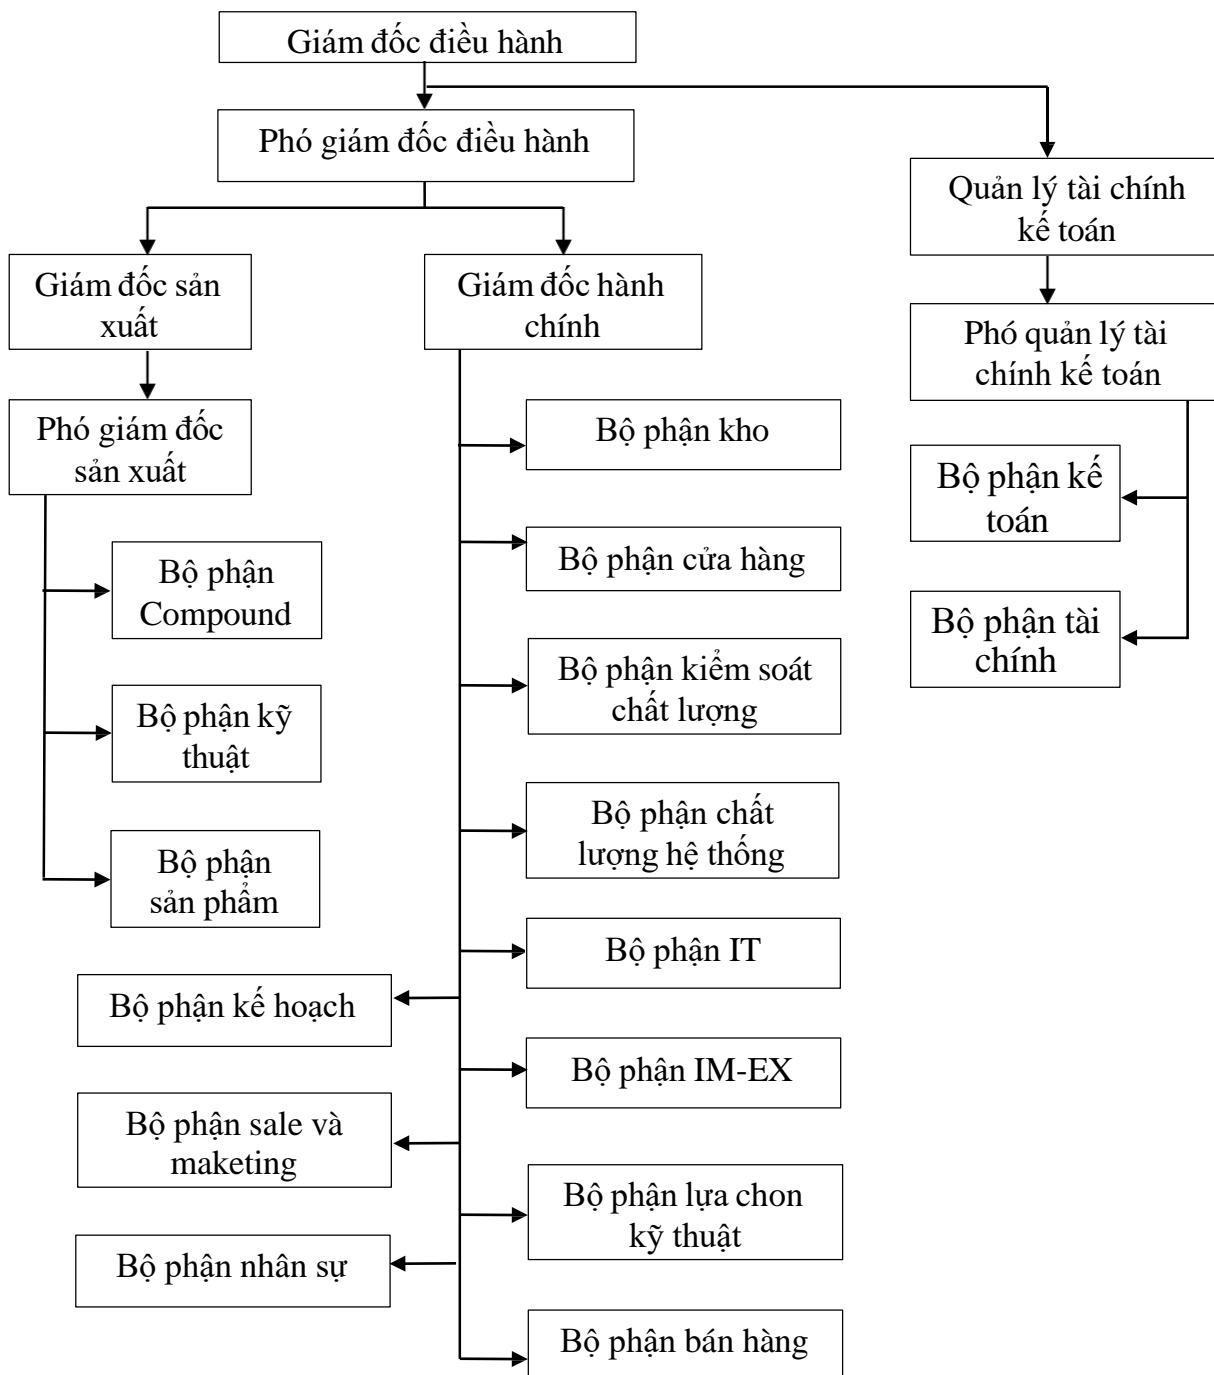 Giám đốc điều hành
Phó giám đốc điều hành
Quản lý tài chính
kế toán
Giám đốc sản
xuất
Giám đốc hành
chính
Phó quản lý tài
chính kế toán
Phó giám đốc
sản xuất
Bộ phận kho
Bộ phận kế
toán
Bộ phận
Compound
Bộ phận cửa hàng
Bộ phận tài
chính
Bộ phận kiểm soát
chất lượng
Bộ phận kỹ
thuật
Bộ phận chất
lượng hệ thống
Bộ phận
sản phẩm
Bộ phận IT
Bộ phận kế hoạch
Bộ phận IM-EX
Bộ phận sale và
maketing
Bộ phận lựa chon
kỹ thuật
Bộ phận nhân sự
Bộ phận bán hàng